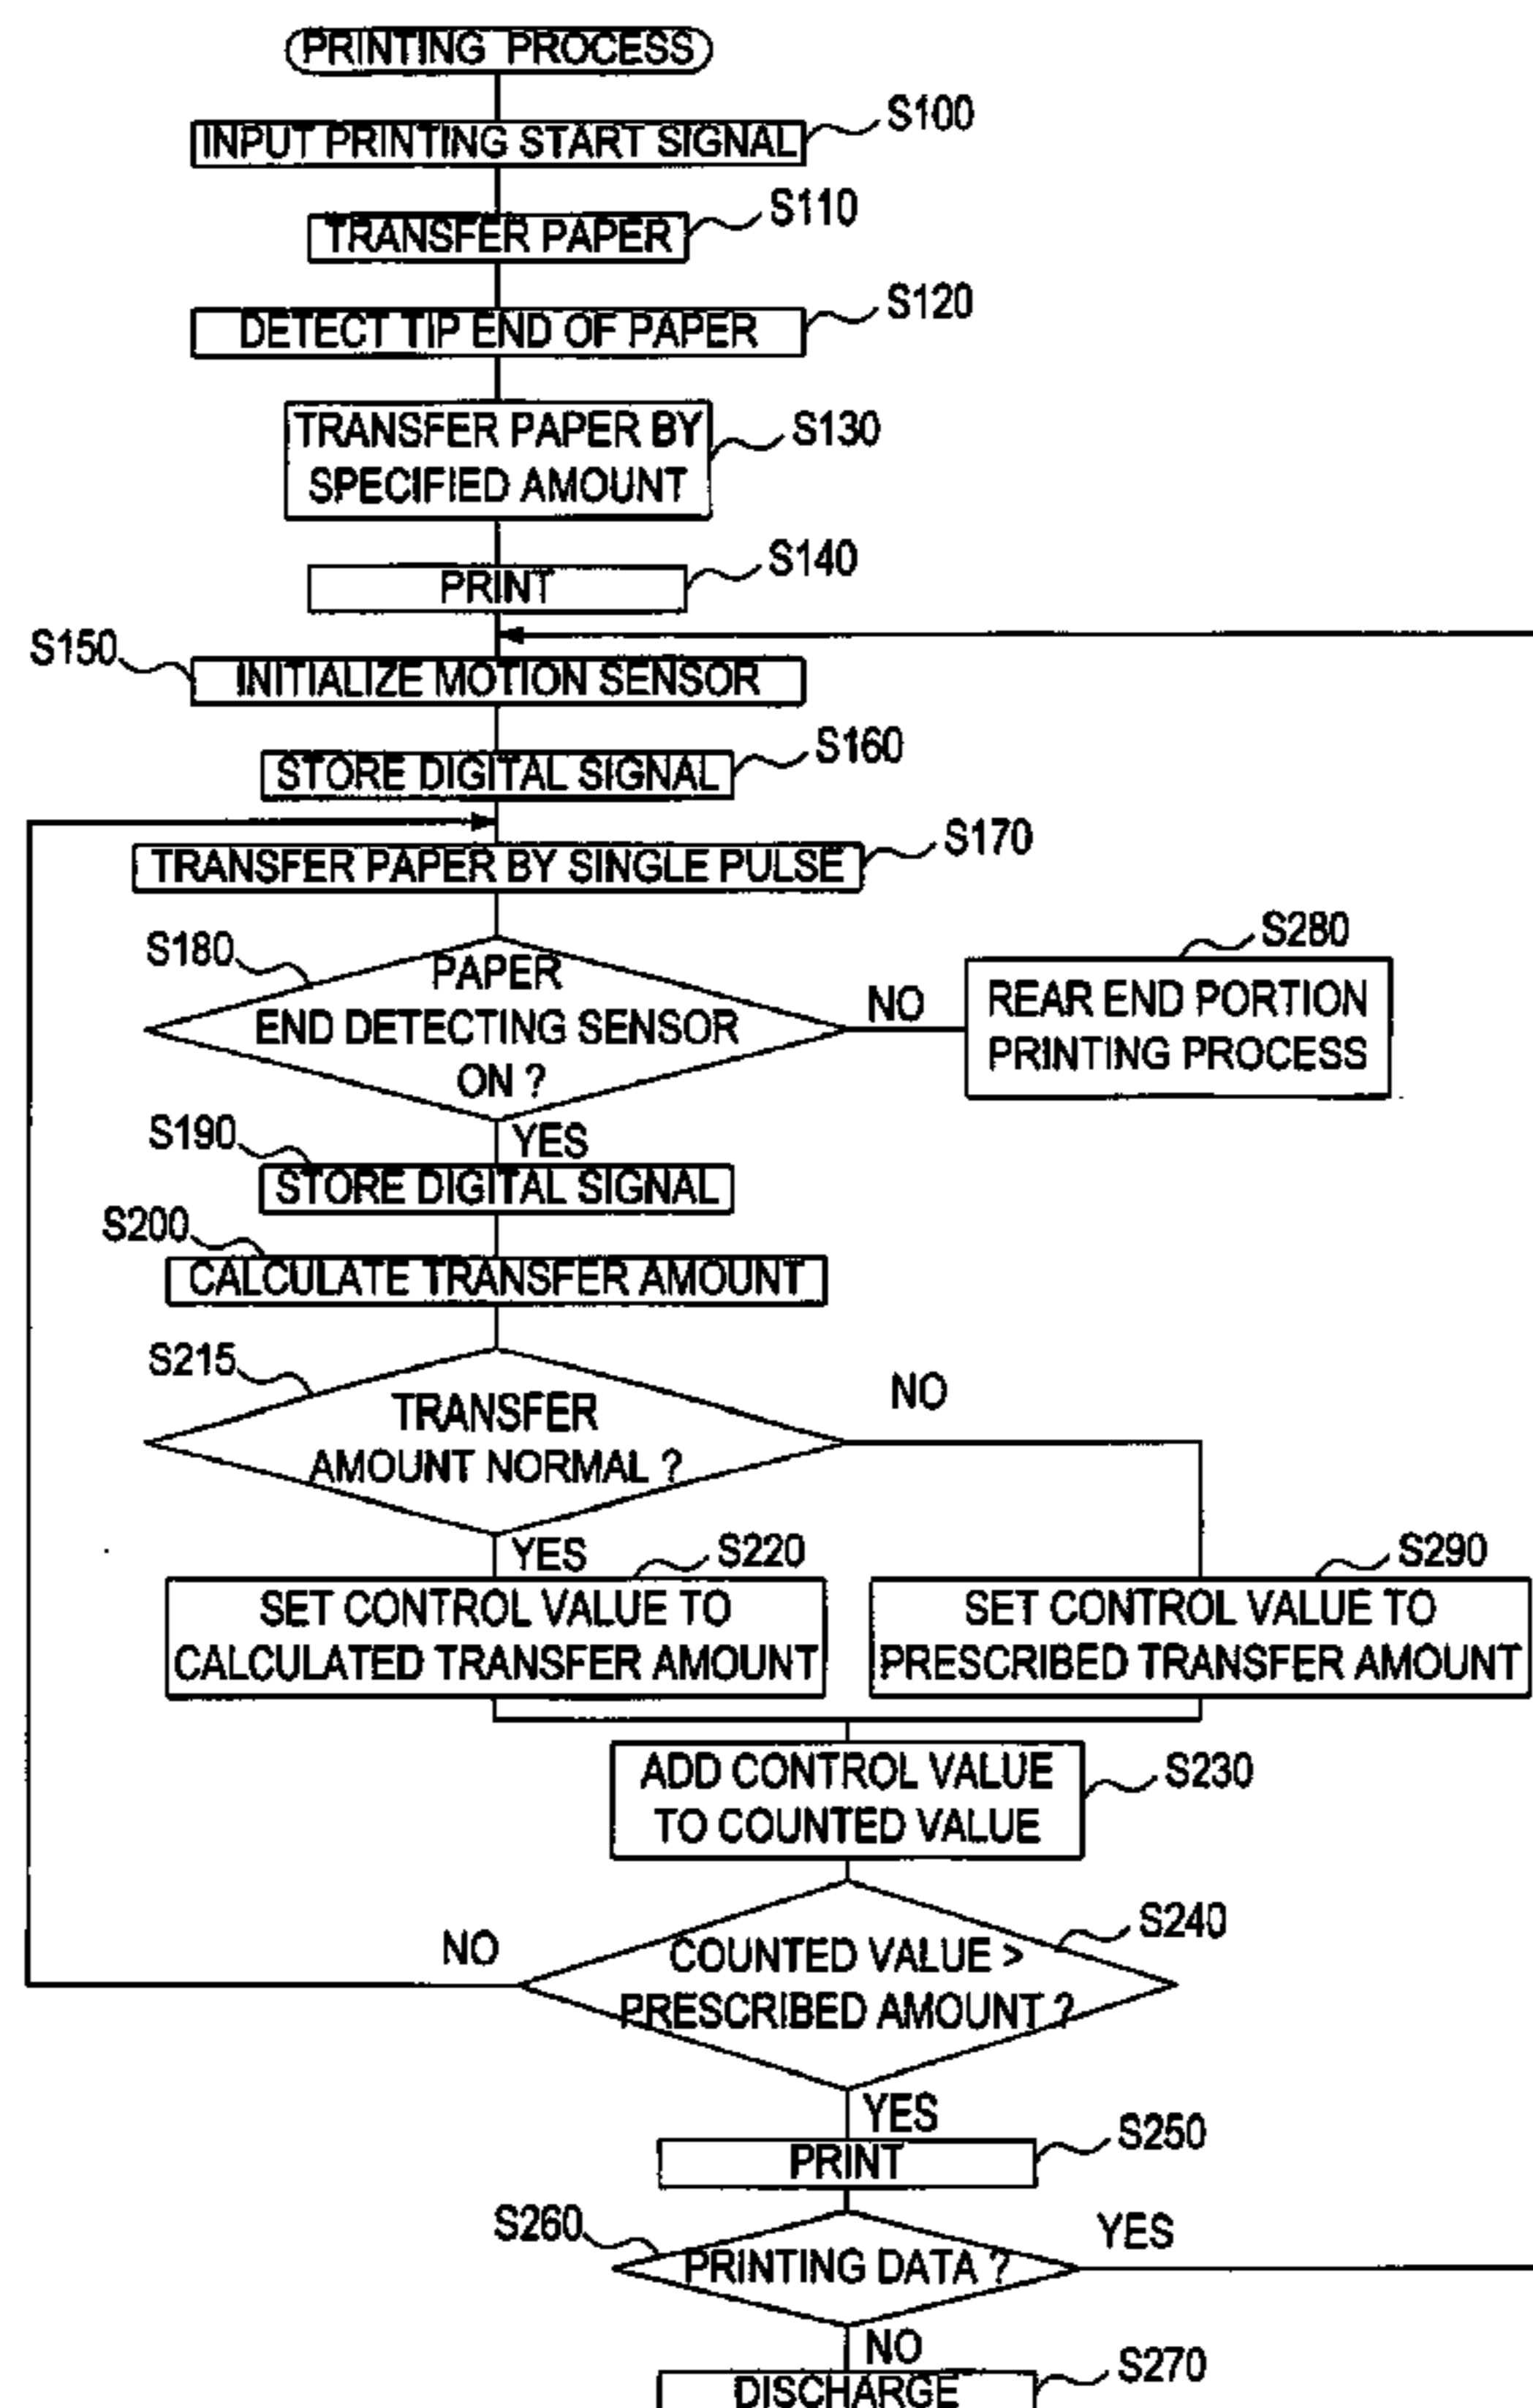 PRINTING PROCESS
S100
INPUT PRINTING START SIGNAL
S110
TRANSFER PAPER
S120
DETECT TIP END OF PAPER
S130
TRANSFER PAPER BY
SPECIFIED AMOUNT
S140
PRINT
S150
INITIALIZE MOTION SENSOR
S160
STORE DIGITAL SIGNAL
S170
TRANSFER PAPER BY SINGLE PULSE
S180
PAPER
END DETECTING SENSOR
ON ?
NO
S280
REAR END PORTION
PRINTING PROCESS
YES
S190
STORE DIGITAL SIGNAL
S200
CALCULATE TRANSFER AMOUNT
S215
TRANSFER
AMOUNT NORMAL ?
NO
YES
S220
SET CONTROL VALUE TO
CALCULATED TRANSFER AMOUNT
S290
SET CONTROL VALUE TO
PRESCRIBED TRANSFER AMOUNT
S230
ADD CONTROL VALUE
TO COUNTED VALUE
S240
NO
COUNTED VALUE >
PRESCRIBED AMOUNT ?
YES
S250
PRINT
S260
PRINTING DATA ?
YES
NO
S270
DISCHARGE